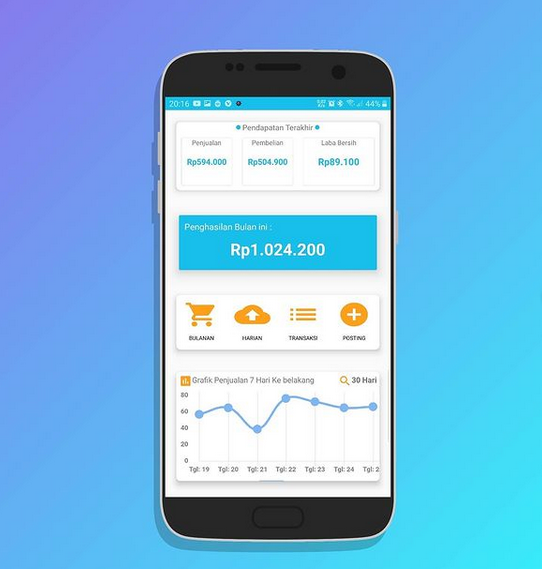 20:16 44%
Pendapatan Terakhir
Penjualan Pembelian Laba Bersih
Rp594.000 Rp504.900 Rp89.100
Penghasilan Bulan ini :
Rp1.024.200
BULANAN HARIAN TRANSAKSI POSTING
Grafik Penjualan 7 Hari Ke belakang 30 Hari
80
60
40
20
0
Tgl: 19 Tgl: 20 Tgl: 21 Tgl: 22 Tgl: 23 Tgl: 24 Tgl: 2